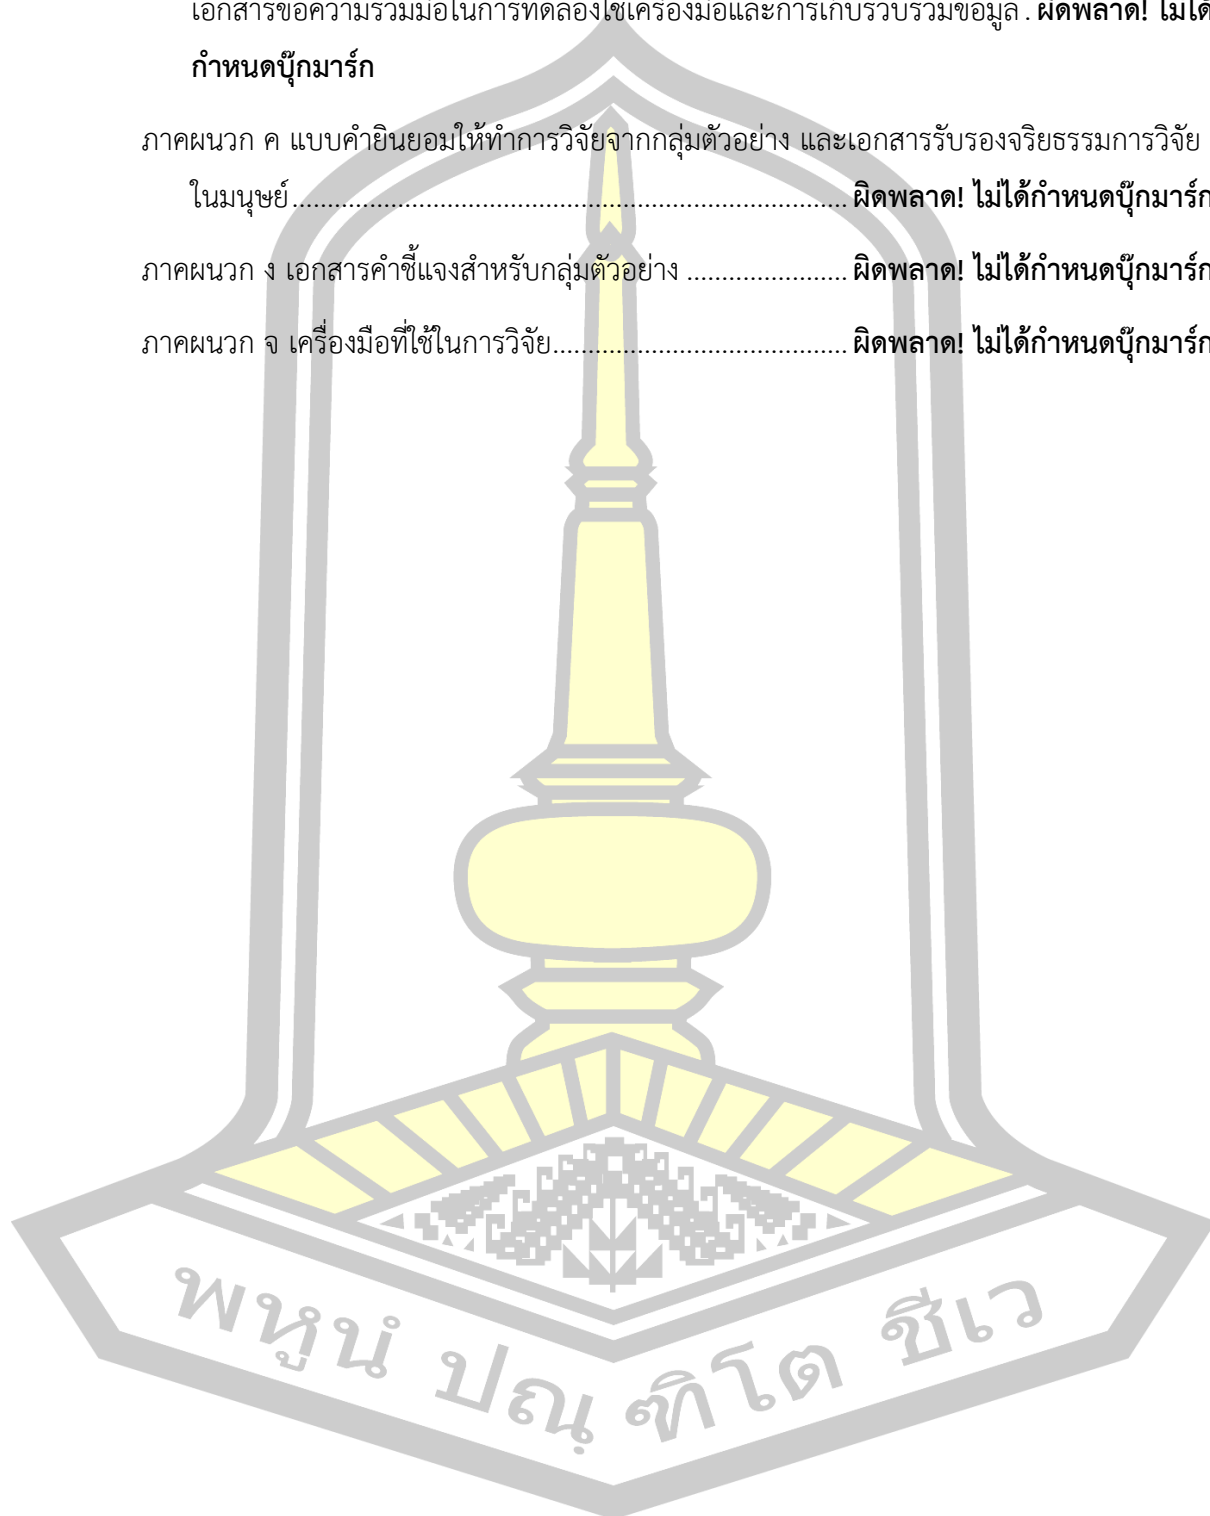 เอกสารขอความร่วมมือในการทดลองใช้เครื่องมือและการเก็บรวบรวมข้อมูล . ผิดพลาด! ไม่ได้
กำหนดบุ๊กมาร์ก
ภาคผนวก ค แบบคำยินยอมให้ทำการวิจัยจากกลุ่มตัวอย่าง และเอกสารรับรองจริยธรรมการวิจัย
ในมนุษย์............................................................................... ผิดพลาด! ไม่ได้กำหนดบุ๊กมาร์ก
ภาคผนวก ง เอกสารคำชี้แจงสำหรับกลุ่มตัวอย่าง ....................... ผิดพลาด! ไม่ได้กำหนดบุ๊กมาร์ก
ภาคผนวก จ เครื่องมือที่ใช้ในการวิจัย.......................................... ผิดพลาด! ไม่ได้กำหนดบุ๊กมาร์ก
พหูนํ ปณฺฑิโต ชีเว